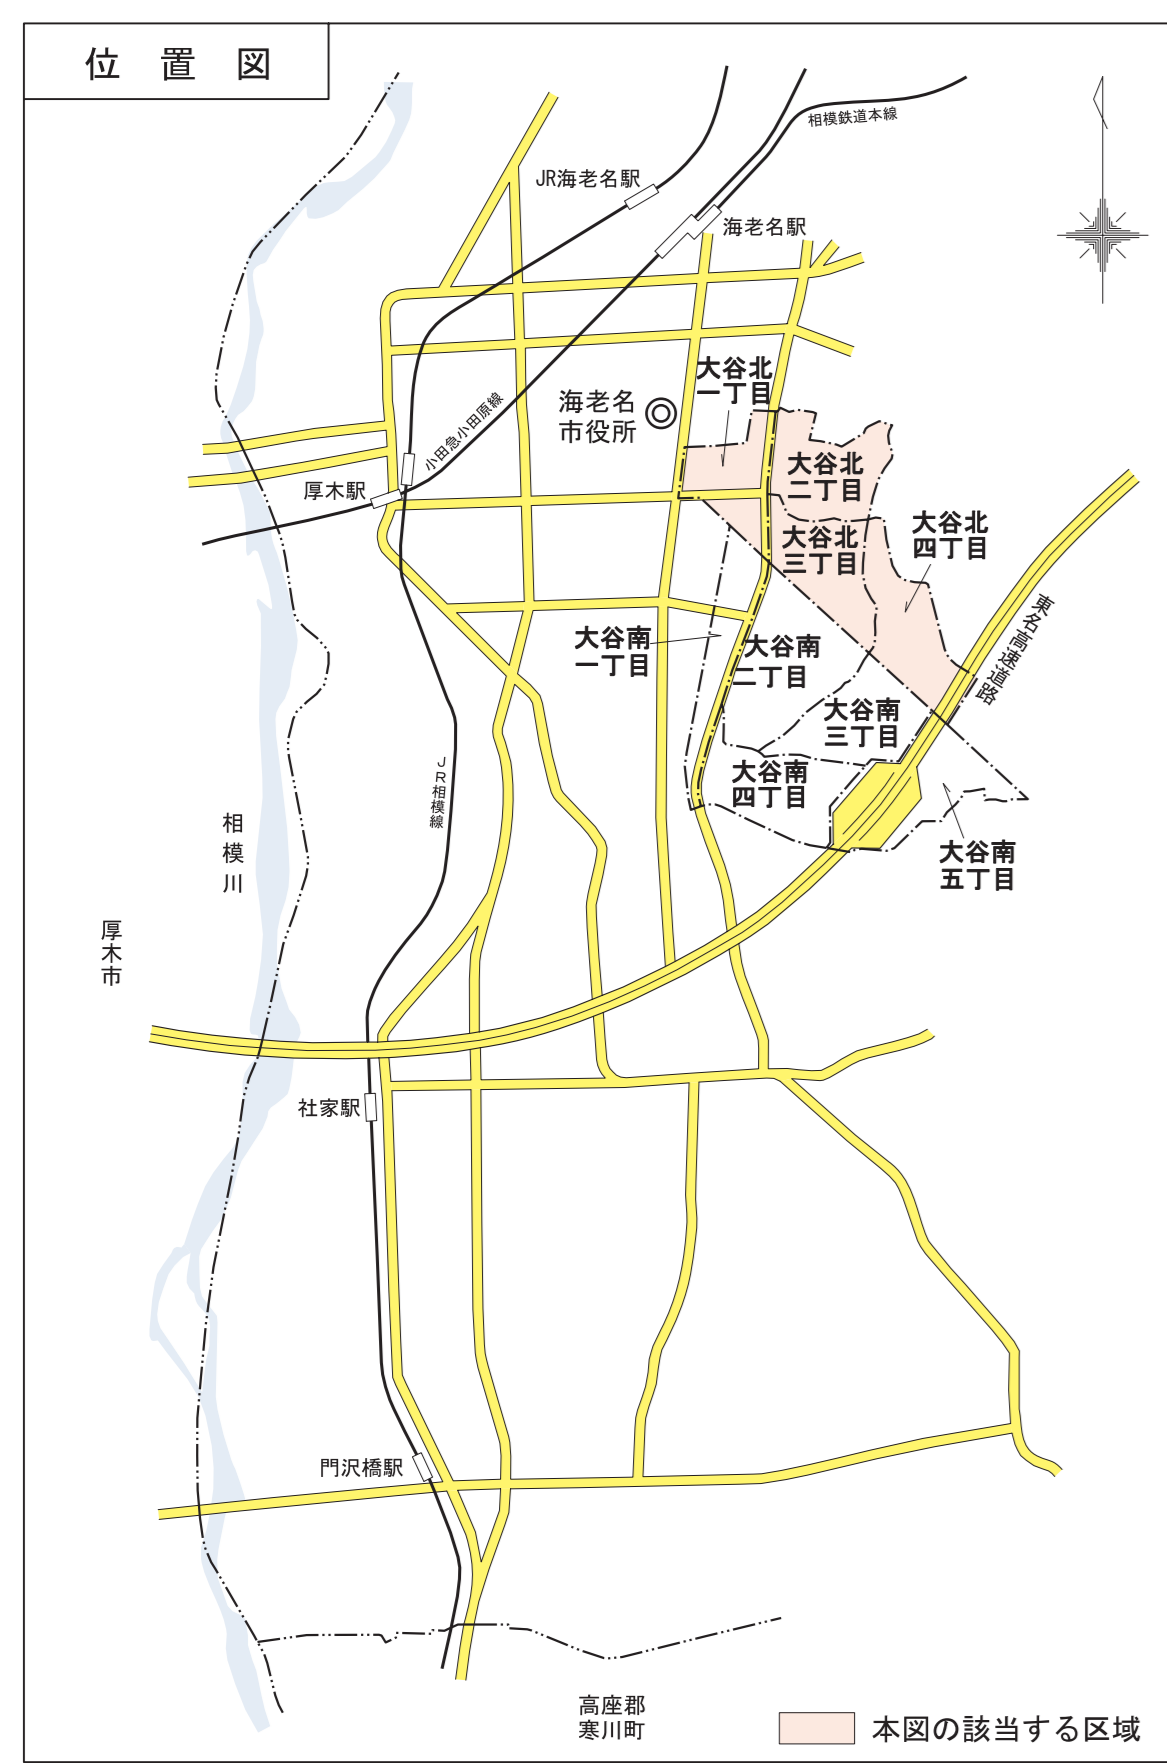 位置図
相模鉄道本線
JR海老名駅
海老名駅
大谷北
一丁目
海老名
市役所
小田急小田原線
大谷北
二丁目
厚木駅
大谷北
四丁目
大谷北
三丁目
東名高速道路
大谷南
一丁目
大谷南
二丁目
大谷南
三丁目
JR相模線
大谷南
四丁目
相模川
大谷南
五丁目
厚木市
社家駅
門沢橋駅
高座郡
寒川町
本図の該当する区域